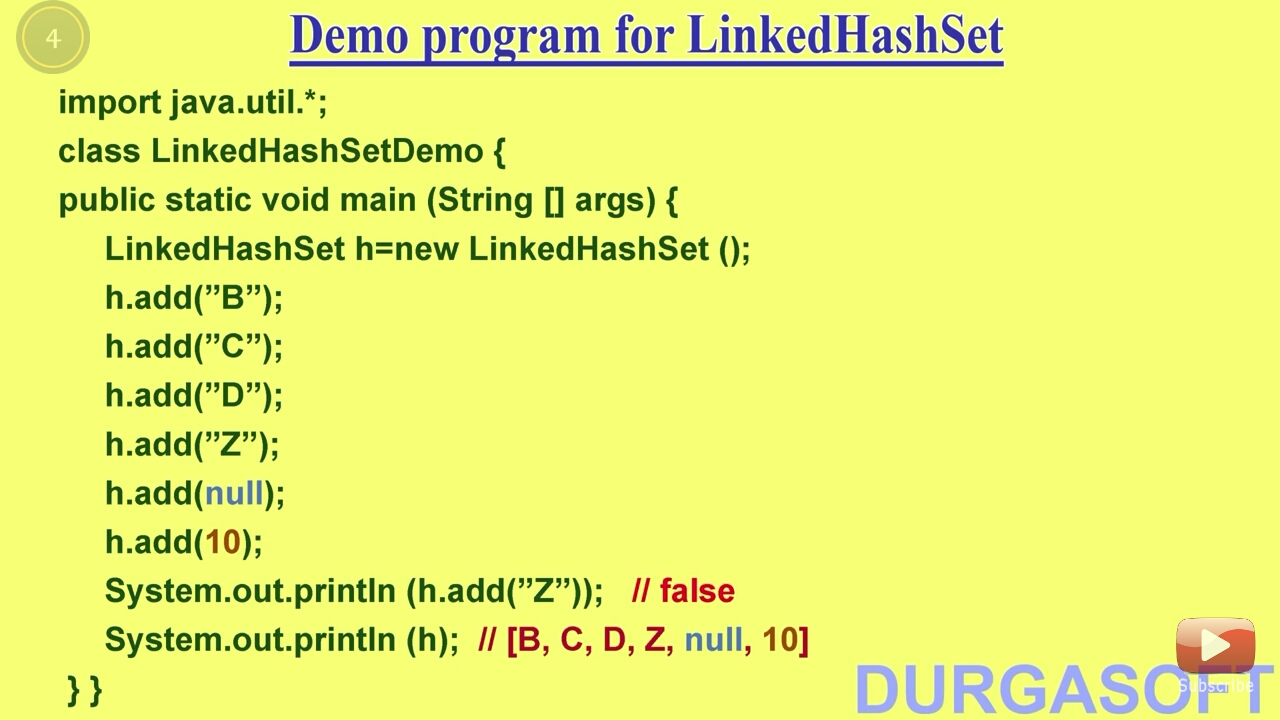 4
Demo program for LinkedHashSet
import java.util.*;
class LinkedHashSetDemo {
public static void main (String [] args) {
LinkedHashSet h=new LinkedHashSet ();
h.add(”B”);
h.add(”C”);
h.add(”D”);
h.add(”Z”);
h.add(null);
h.add(10);
System.out.println (h.add(”Z”)); // false
System.out.println (h); // [B, C, D, Z, null, 10]
} }
DURGASOFT
Subscribe